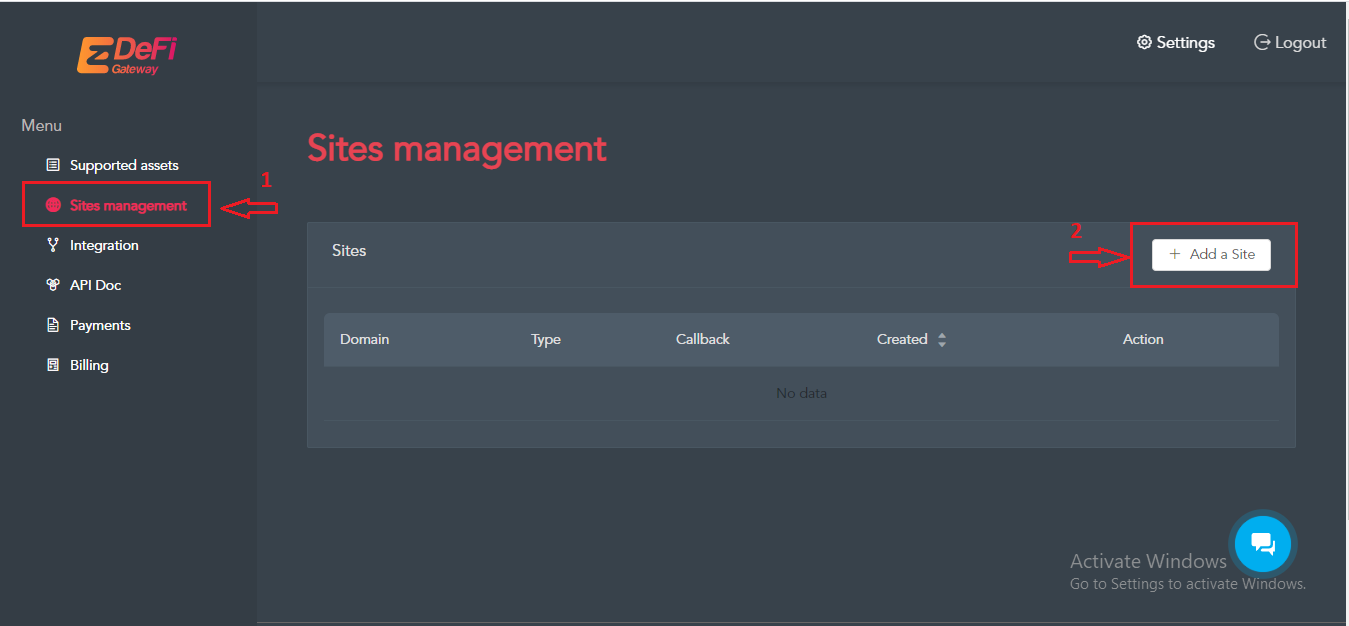 ezDeFi
Gateway
Settings
Logout
Menu
Supported assets
Sites management
Integration
API Doc
Payments
Billing
1
Sites management
Sites
2
+ Add a Site
Domain Type Callback Created Action
No data
Activate Windows
Go to Settings to activate Windows.